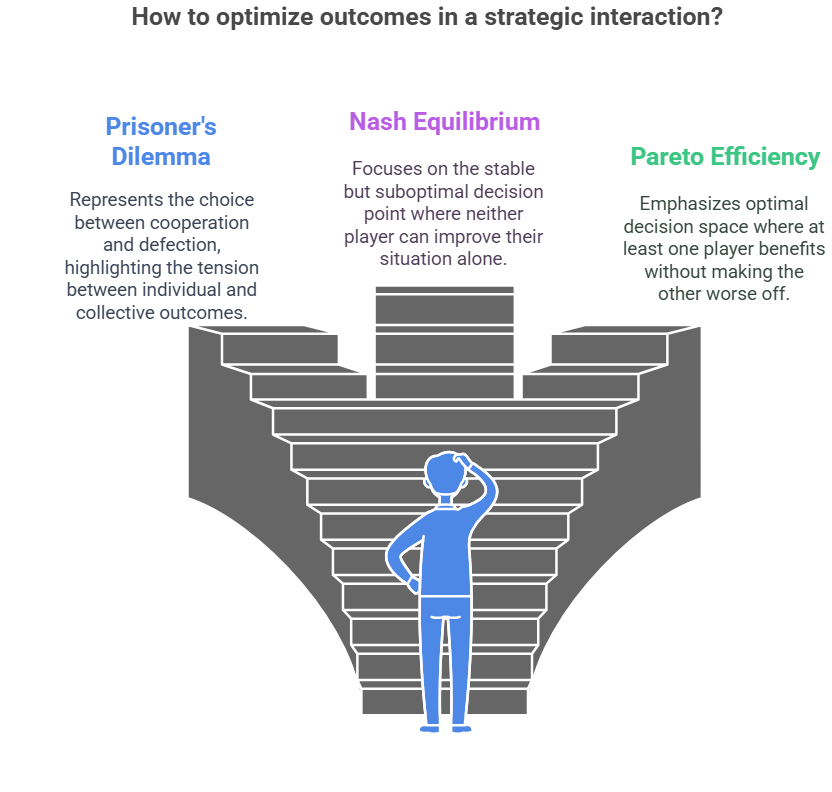 How to optimize outcomes in a strategic interaction?
Prisoner's
Dilemma
Represents the choice
between cooperation
and defection,
highlighting the tension
between individual and
collective outcomes.
Nash Equilibrium
Focuses on the stable
but suboptimal decision
point where neither
player can improve their
situation alone.
Pareto Efficiency
Emphasizes optimal
decision space where at
least one player benefits
without making the
other worse off.